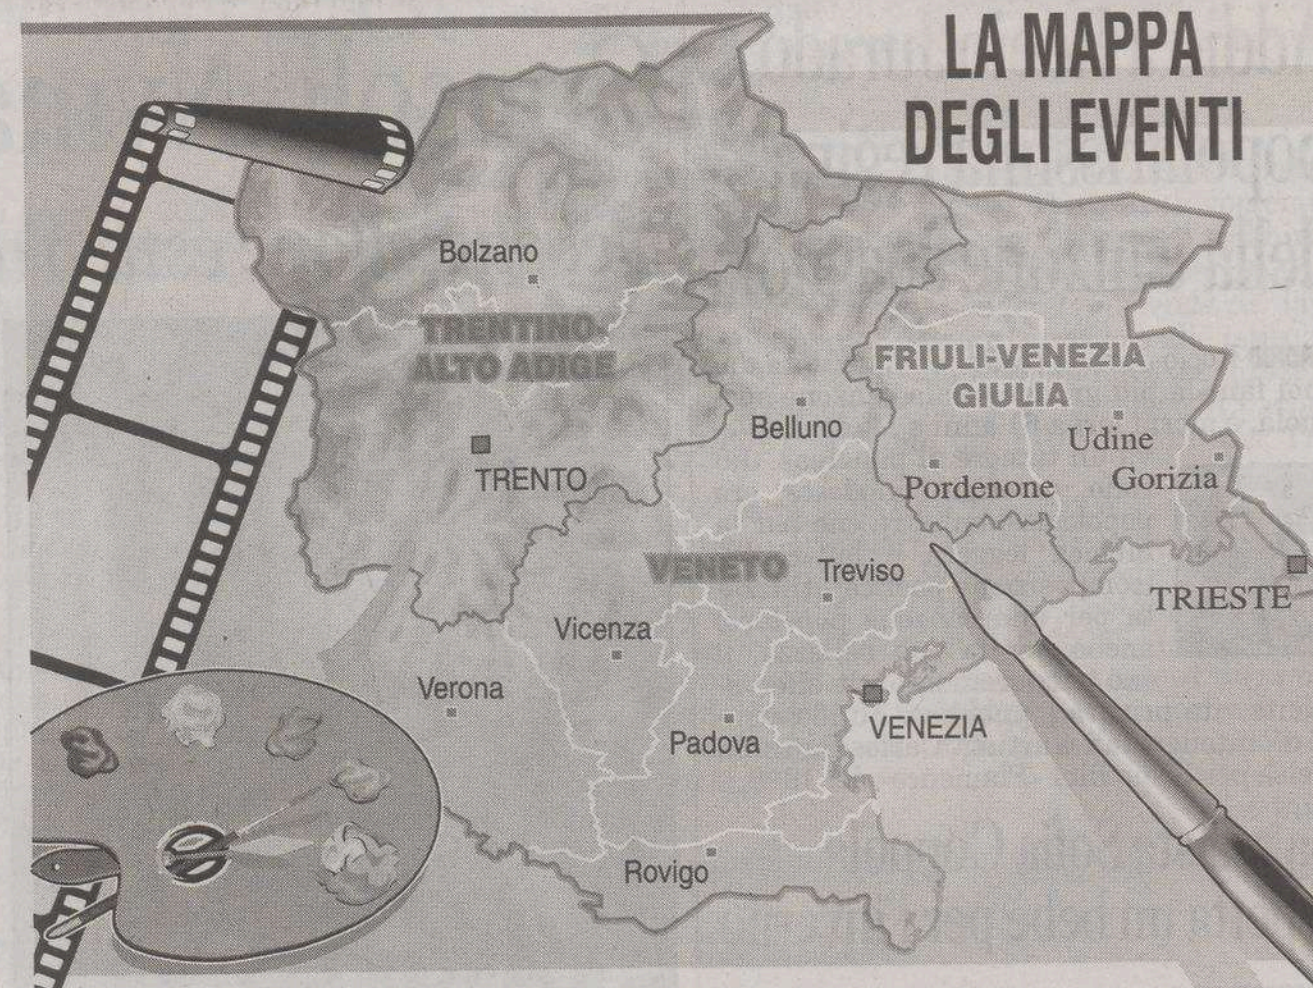 LA MAPPA
DEGLI EVENTI
Bolzano
TRENTINO-
ALTO ADIGE
FRIULI-VENEZIA
GIULIA
Belluno
Udine
TRENTO
Pordenone
Gorizia
VENETO
Treviso
TRIESTE
Vicenza
Verona
VENEZIA
Padova
Rovigo